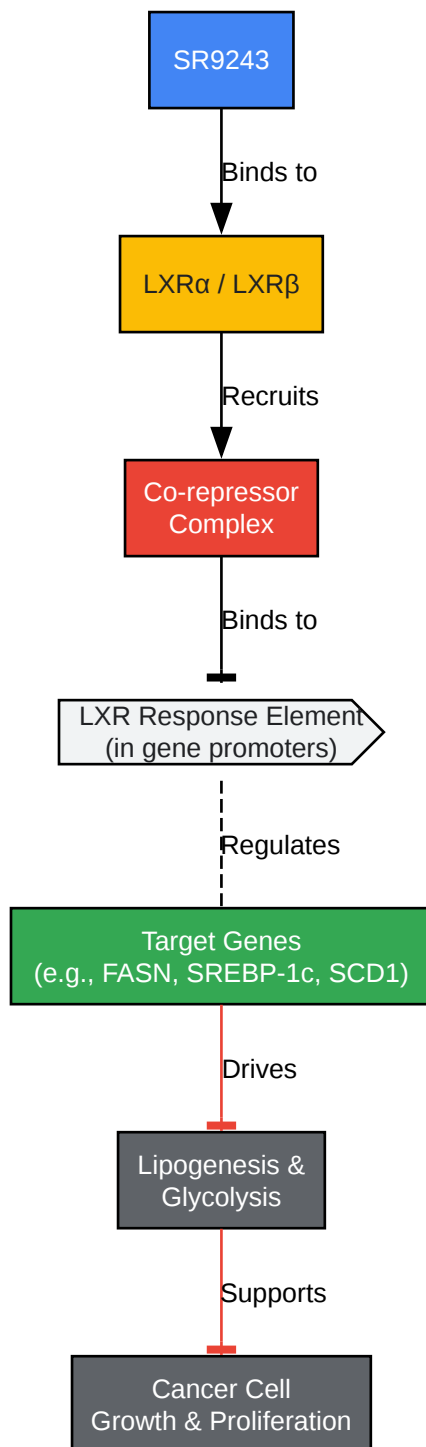 SR9243
Binds to
LXRα / LXRβ
Recruits
Co-repressor
Complex
Binds to
LXR Response Element
(in gene promoters)
Regulates
Target Genes
(e.g., FASN, SREBP-1c, SCD1)
Drives
Lipogenesis &
Glycolysis
Supports
Cancer Cell
Growth & Proliferation